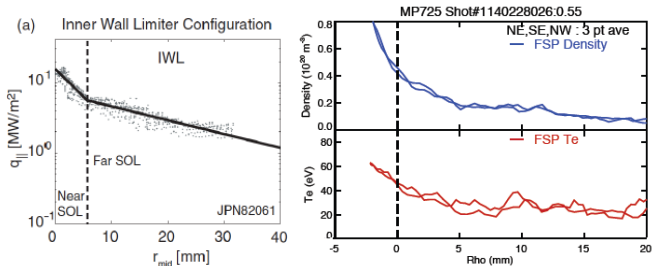 (a) Inner Wall Limiter Configuration
IWL
q|| [MW/m²]
10¹
10⁰
10⁻¹
Near
SOL
Far SOL
JPN82061
0 10 20 30 40
r_mid [mm]
MP725 Shot#1140228026:0.55
NE,SE,NW : 3 pt ave
FSP Density
Density (10²⁰ m⁻³)
0.8
0.6
0.4
0.2
0.0
FSP Te
Te (eV)
80
60
40
20
0
-5 0 5 10 15 20
Rho (mm)